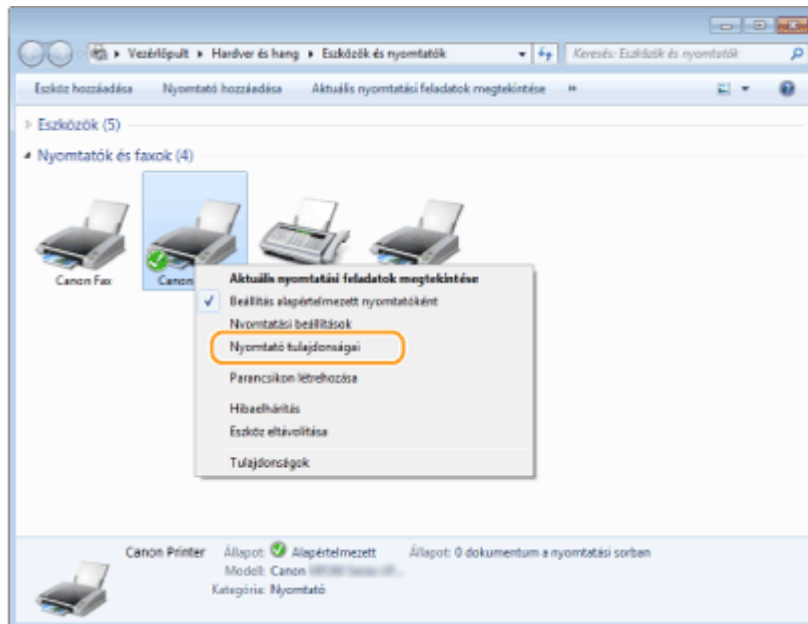 Vezérlőpult ▸ Hardver és hang ▸ Eszközök és nyomtatók
Keresés: Eszközök és nyomtatók
Eszköz hozzáadása Nyomtató hozzáadása Aktuális nyomtatási feladatok megtekintése »
Eszközök (5)
Nyomtatók és faxok (4)
Canon Fax
Canon
Aktuális nyomtatási feladatok megtekintése
Beállítás alapértelmezett nyomtatóként
Nyomtatási beállítások
Nyomtató tulajdonságai
Parancsikon létrehozása
Hibaelhárítás
Eszköz eltávolítása
Tulajdonságok
Canon Printer Állapot: Alapértelmezett Állapot: 0 dokumentum a nyomtatási sorban
Modell: Canon
Kategória: Nyomtató